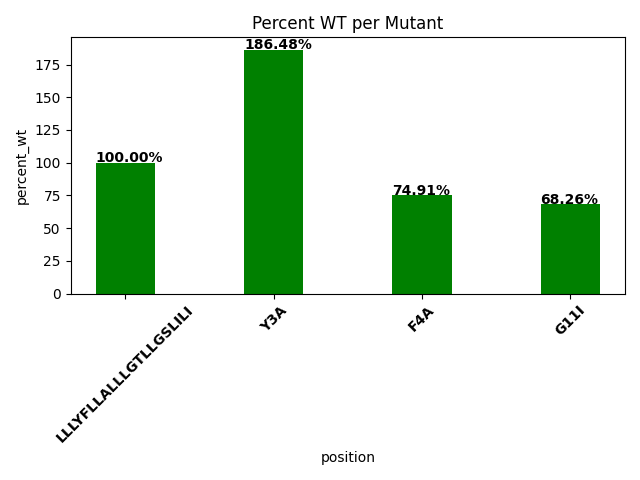 Percent WT per Mutant
percent_wt
175
150
125
100
75
50
25
0
100.00%
186.48%
74.91%
68.26%
LLLYFLLALLLGTLLGSLILI
Y3A
F4A
G11I
position